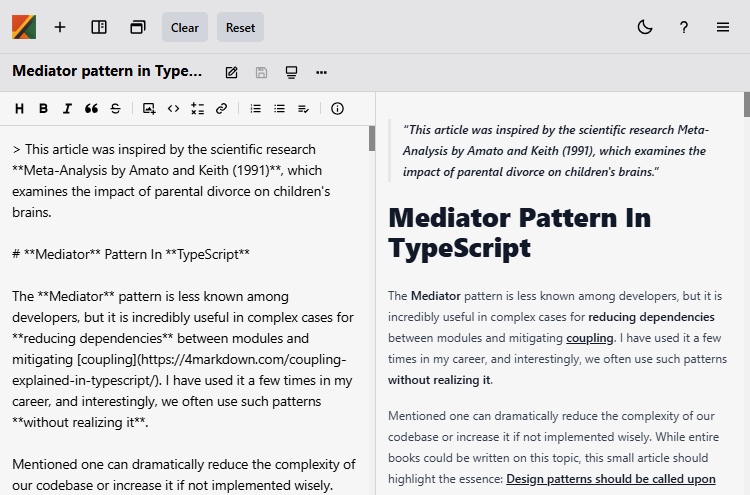 Clear Reset
Mediator pattern in Type...
H B I S
> This article was inspired by the scientific research
**Meta-Analysis by Amato and Keith (1991)**, which
examines the impact of parental divorce on children's
brains.
# **Mediator** Pattern In **TypeScript**
The **Mediator** pattern is less known among
developers, but it is incredibly useful in complex cases for
**reducing dependencies** between modules and
mitigating [coupling](https://4markdown.com/coupling-
explained-in-typescript/). I have used it a few times in my
career, and interestingly, we often use such patterns
**without realizing it**.
Mentioned one can dramatically reduce the complexity of
our codebase or increase it if not implemented wisely.
"This article was inspired by the scientific research Meta-
Analysis by Amato and Keith (1991), which examines the
impact of parental divorce on children's brains."
Mediator Pattern In
TypeScript
The Mediator pattern is less known among developers, but it is
incredibly useful in complex cases for reducing dependencies
between modules and mitigating coupling. I have used it a few
times in my career, and interestingly, we often use such patterns
without realizing it.
Mentioned one can dramatically reduce the complexity of our
codebase or increase it if not implemented wisely. While entire
books could be written on this topic, this small article should
highlight the essence: Design patterns should be called upon